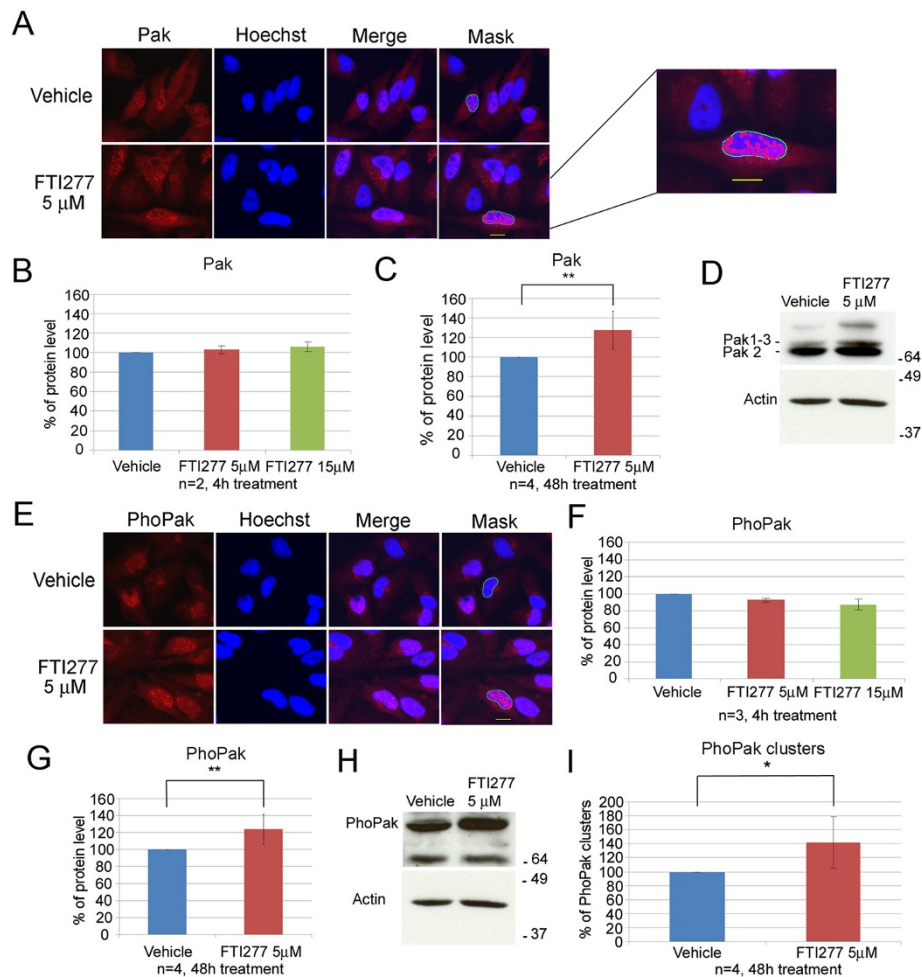 A
Pak Hoechst Merge Mask
Vehicle
FTI277
5 μM
B
Pak
% of protein level
160
140
120
100
80
60
40
20
0
Vehicle FTI277 5μM FTI277 15μM
n=2, 4h treatment
C
Pak
**
% of protein level
160
140
120
100
80
60
40
20
0
Vehicle FTI277 5μM
n=4, 48h treatment
D
Vehicle FTI277
5 μM
Pak1-3
Pak 2
-64
-49
Actin
-37
E
PhoPak Hoechst Merge Mask
Vehicle
FTI277
5 μM
F
PhoPak
% of protein level
160
140
120
100
80
60
40
20
0
Vehicle FTI277 5μM FTI277 15μM
n=3, 4h treatment
G
PhoPak
**
% of protein level
160
140
120
100
80
60
40
20
0
Vehicle FTI277 5μM
n=4, 48h treatment
H
Vehicle FTI277
5 μM
PhoPak
- 64
- 49
Actin
- 37
I
PhoPak clusters
*
% of PhoPak clusters
200
180
160
140
120
100
80
60
40
20
0
Vehicle FTI277 5μM
n=4, 48h treatment